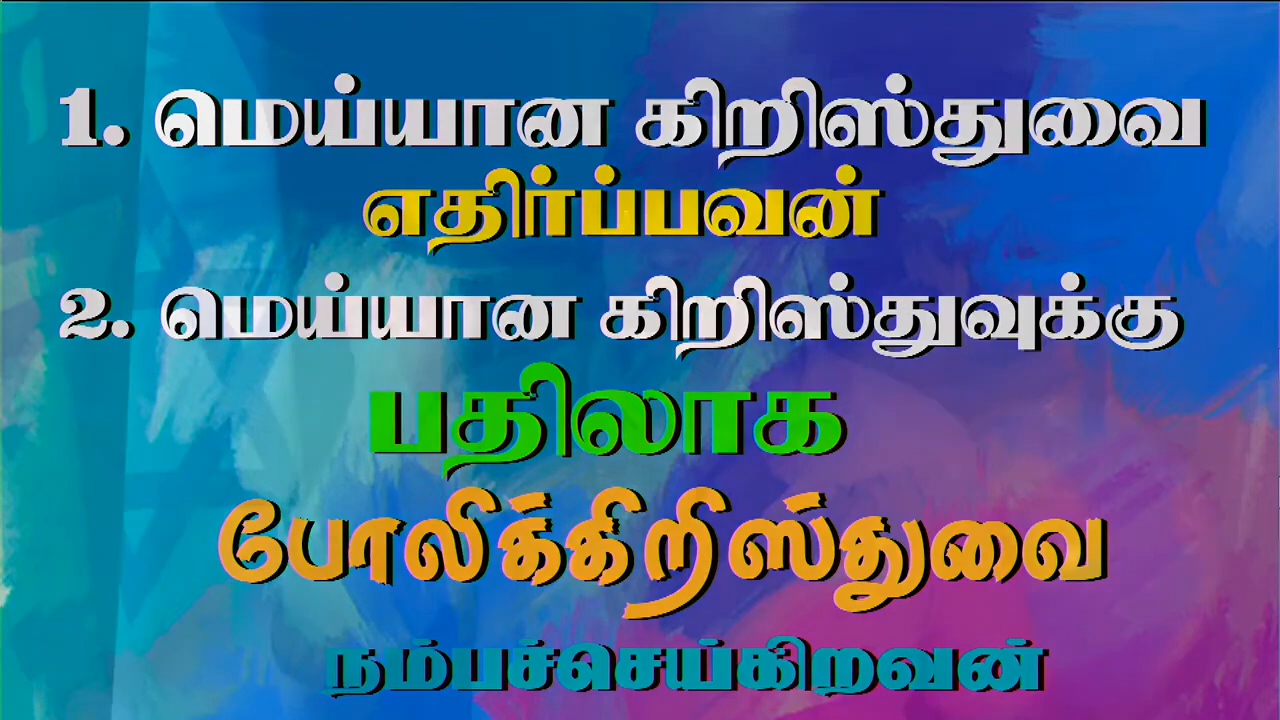 1. மெய்யான கிறிஸ்துவை
எதிர்ப்பவன்
2. மெய்யான கிறிஸ்துவுக்கு
பதிலாக
போலிக்கிறிஸ்துவை
நம்பச்செய்கிறவன்